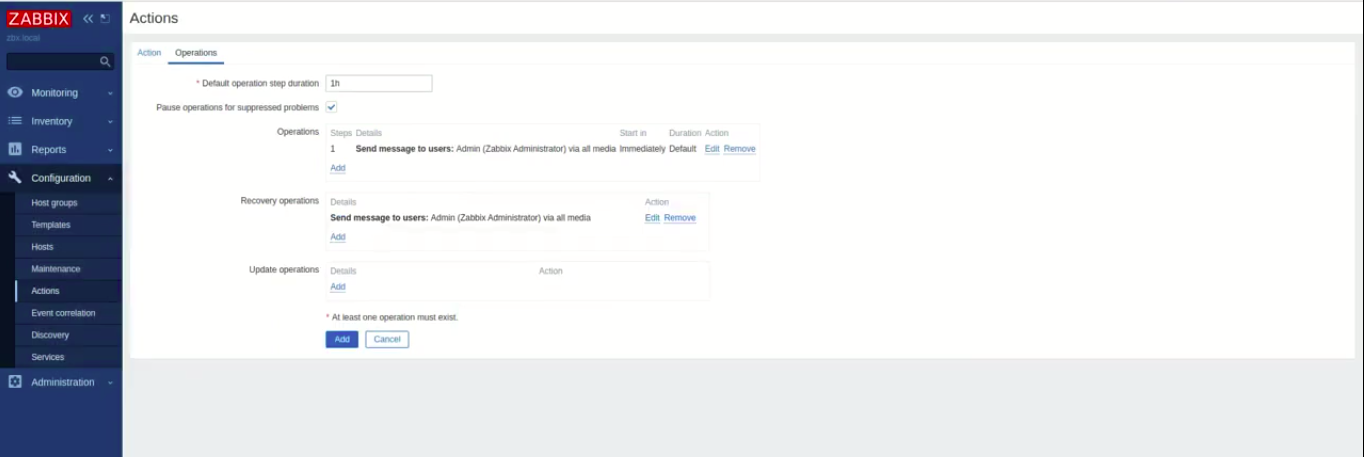 ZABBIX
zbx.local
Monitoring
Inventory
Reports
Configuration
Host groups
Templates
Hosts
Maintenance
Actions
Event correlation
Discovery
Services
Administration
Actions
Action Operations
* Default operation step duration 1h
Pause operations for suppressed problems
Operations Steps Details Start in Duration Action
1 Send message to users: Admin (Zabbix Administrator) via all media Immediately Default Edit Remove
Add
Recovery operations Details Action
Send message to users: Admin (Zabbix Administrator) via all media Edit Remove
Add
Update operations Details Action
Add
* At least one operation must exist.
Add Cancel